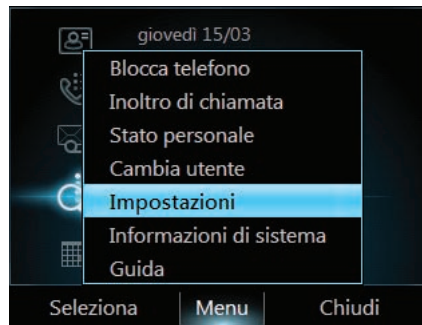 giovedì 15/03
Blocca telefono
Inoltro di chiamata
Stato personale
Cambia utente
Impostazioni
Informazioni di sistema
Guida
Seleziona Menu Chiudi